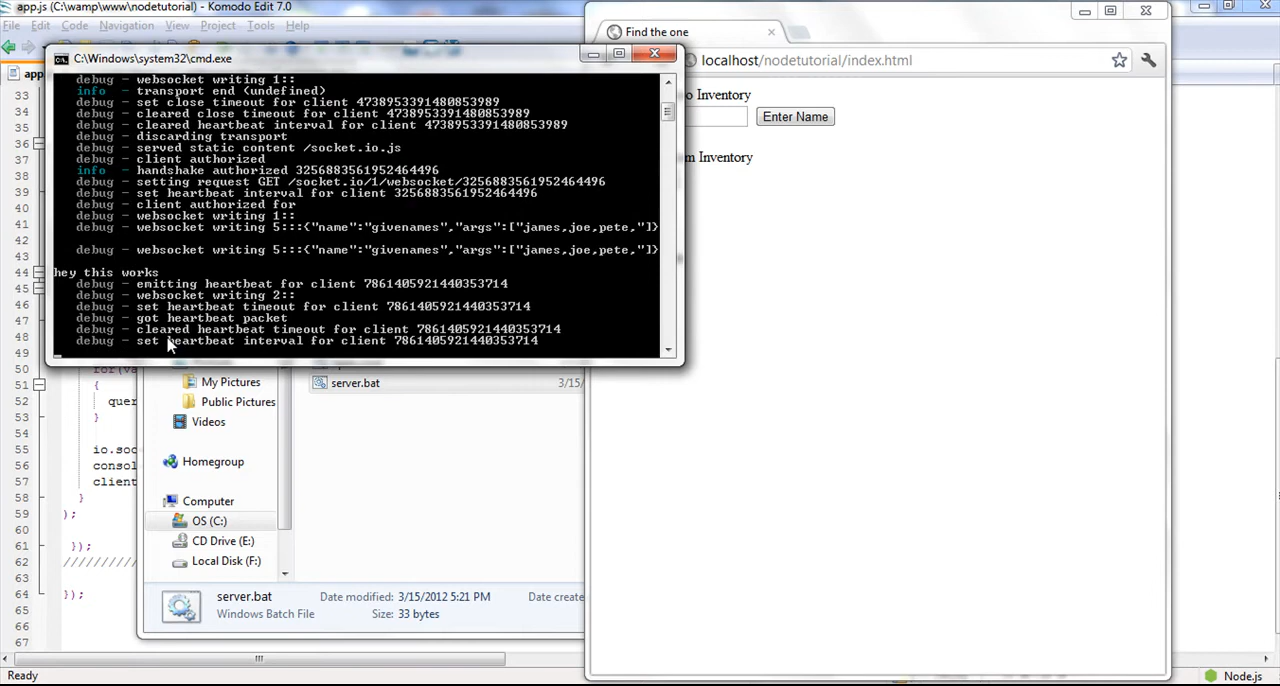 app.js (C:\wamp\www\nodetutorial) - Komodo Edit 7.0
File Edit Code Navigation View Project Tools Help
app
33
34
35
36
37
38
39
40
41
42
43
44
45
46
47
48
49
50
51
52
53
54
55
56
57
58
59
60
61
62
63
64
65
66
67
for(va
{
quer
}
io.soc
consol
client
}
);
});
///////////
});
Ready
Node.js
C:\Windows\system32\cmd.exe
debug - websocket writing 1::
info - transport end (undefined)
debug - set close timeout for client 4738953391480853989
debug - cleared close timeout for client 4738953391480853989
debug - cleared heartbeat interval for client 4738953391480853989
debug - discarding transport
debug - served static content /socket.io.js
debug - client authorized
info - handshake authorized 3256883561952464496
debug - setting request GET /socket.io/1/websocket/3256883561952464496
debug - set heartbeat interval for client 3256883561952464496
debug - client authorized for
debug - websocket writing 1::
debug - websocket writing 5:::{"name":"givenames","args":["james,joe,pete,"]}
debug - websocket writing 5:::{"name":"givenames","args":["james,joe,pete,"]}
hey this works
debug - emitting heartbeat for client 7861405921440353714
debug - websocket writing 2::
debug - set heartbeat timeout for client 7861405921440353714
debug - got heartbeat packet
debug - cleared heartbeat timeout for client 7861405921440353714
debug - set heartbeat interval for client 7861405921440353714
My Pictures
Public Pictures
Videos
Homegroup
Computer
OS (C:)
CD Drive (E:)
Local Disk (F:)
server.bat 3/15/
server.bat Date modified: 3/15/2012 5:21 PM Date create
Windows Batch File Size: 33 bytes
Find the one
localhost/nodetutorial/index.html
o Inventory
Enter Name
m Inventory